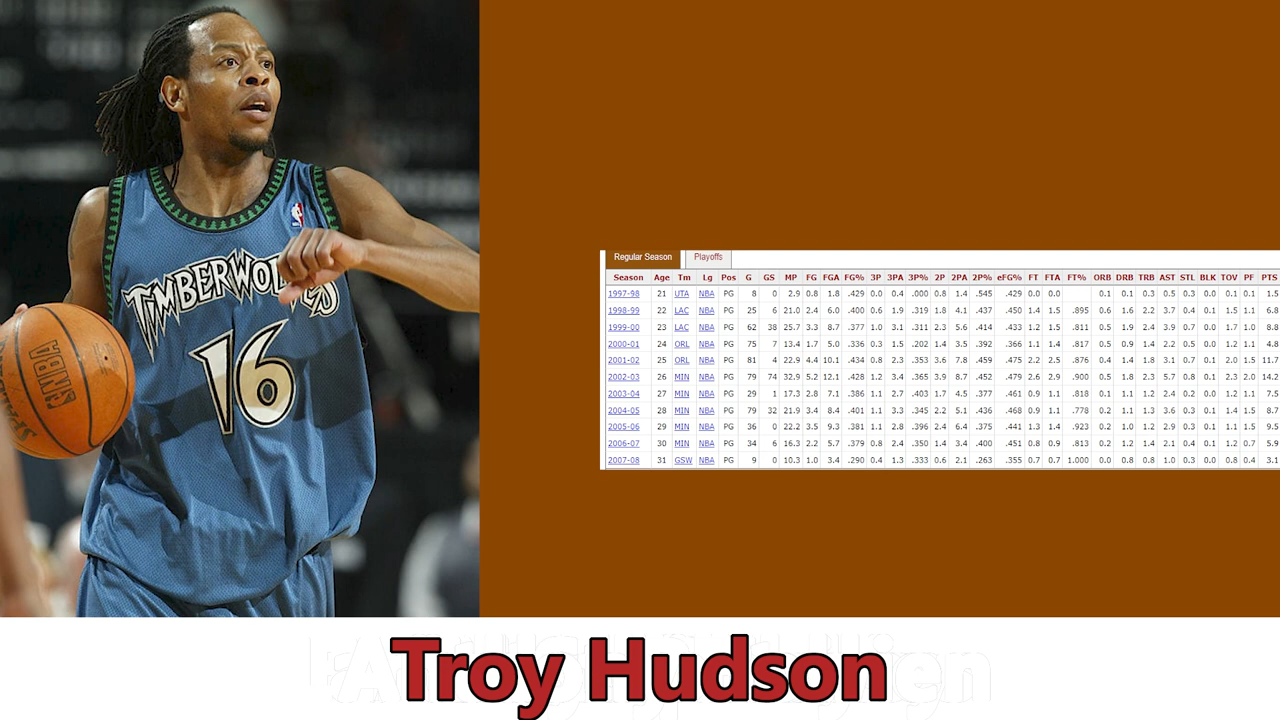 TIMBERWOLVES
16
NBA
SPALDING
Regular Season Playoffs
Season Age Tm Lg Pos G GS MP FG FGA FG% 3P 3PA 3P% 2P 2PA 2P% eFG% FT FTA FT% ORB DRB TRB AST STL BLK TOV PF PTS
1997-98 21 UTA NBA PG 8 0 2.9 0.8 1.8 .429 0.0 0.4 .000 0.8 1.4 .545 .429 0.0 0.0 0.1 0.1 0.3 0.5 0.3 0.0 0.1 0.1 1.5
1998-99 22 LAC NBA PG 25 6 21.0 2.4 6.0 .400 0.6 1.9 .319 1.8 4.1 .437 .450 1.4 1.5 .895 0.6 1.6 2.2 3.7 0.4 0.1 1.5 1.1 6.8
1999-00 23 LAC NBA PG 62 38 25.7 3.3 8.7 .377 1.0 3.1 .311 2.3 5.6 .414 .433 1.2 1.5 .811 0.5 1.9 2.4 3.9 0.7 0.0 1.7 1.0 8.8
2000-01 24 ORL NBA PG 75 7 13.4 1.7 5.0 .336 0.3 1.5 .202 1.4 3.5 .392 .366 1.1 1.4 .817 0.5 0.9 1.4 2.2 0.5 0.0 1.2 1.1 4.8
2001-02 25 ORL NBA PG 81 4 22.9 4.4 10.1 .434 0.8 2.3 .353 3.6 7.8 .459 .475 2.2 2.5 .876 0.4 1.4 1.8 3.1 0.7 0.1 2.0 1.5 11.7
2002-03 26 MIN NBA PG 79 74 32.9 5.2 12.1 .428 1.2 3.4 .365 3.9 8.7 .452 .479 2.6 2.9 .900 0.5 1.8 2.3 5.7 0.8 0.1 2.3 2.0 14.2
2003-04 27 MIN NBA PG 29 1 17.3 2.8 7.1 .386 1.1 2.7 .403 1.7 4.5 .377 .461 0.9 1.1 .818 0.1 1.1 1.2 2.4 0.2 0.0 1.1 1.2 7.5
2004-05 28 MIN NBA PG 79 32 21.9 3.4 8.4 .401 1.1 3.3 .345 2.2 5.1 .436 .468 0.9 1.1 .778 0.2 1.1 1.3 3.6 0.3 0.1 1.4 1.5 8.7
2005-06 29 MIN NBA PG 36 0 22.2 3.5 9.3 .381 1.1 2.8 .396 2.4 6.4 .375 .441 1.3 1.4 .923 0.2 1.0 1.2 2.9 0.3 0.1 1.1 1.5 9.5
2006-07 30 MIN NBA PG 34 6 16.3 2.2 5.7 .379 0.8 2.4 .350 1.4 3.4 .400 .451 0.8 0.9 .813 0.2 1.2 1.4 2.1 0.4 0.1 1.2 0.7 5.9
2007-08 31 GSW NBA PG 9 0 10.3 1.0 3.4 .290 0.4 1.3 .333 0.6 2.1 .263 .355 0.7 0.7 1.000 0.0 0.8 0.8 1.0 0.3 0.0 0.8 0.4 3.1
Troy Hudson